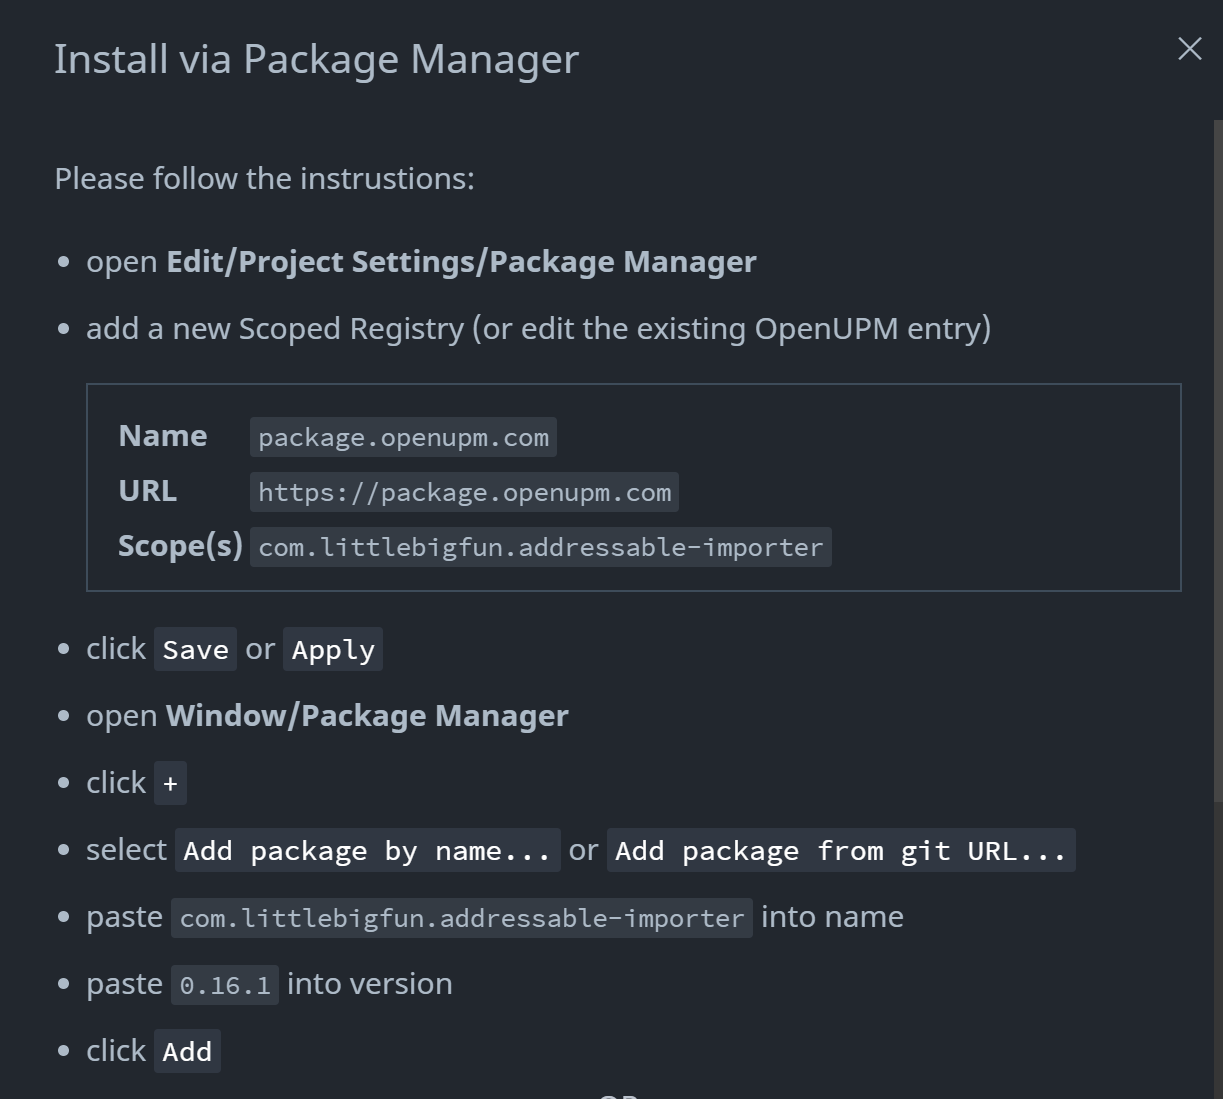 Install via Package Manager
Please follow the instrustions:
open Edit/Project Settings/Package Manager
add a new Scoped Registry (or edit the existing OpenUPM entry)
Name package.openupm.com
URL https://package.openupm.com
Scope(s) com.littlebigfun.addressable-importer
click Save or Apply
open Window/Package Manager
click +
select Add package by name... or Add package from git URL...
paste com.littlebigfun.addressable-importer into name
paste 0.16.1 into version
click Add